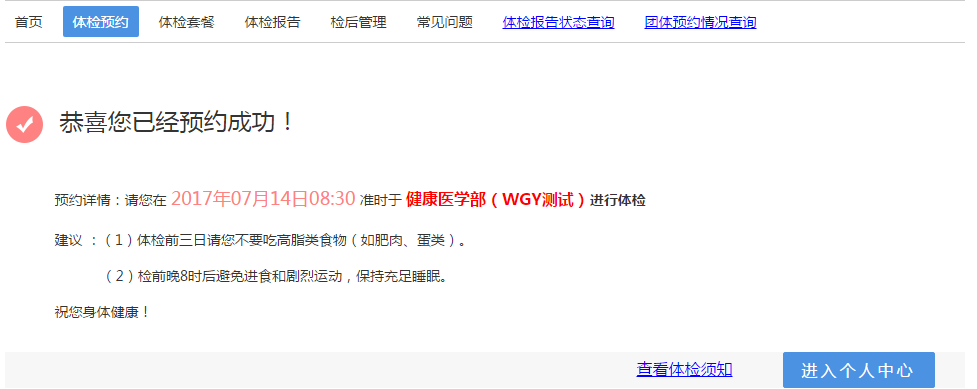 首页 体检预约 体检套餐 体检报告 检后管理 常见问题 体检报告状态查询 团体预约情况查询
恭喜您已经预约成功！
预约详情：请您在 2017年07月14日08:30 准时于 健康医学部（WGY测试）进行体检
建议 ：（1）体检前三日请您不要吃高脂类食物（如肥肉、蛋类）。
（2）检前晚8时后避免进食和剧烈运动，保持充足睡眠。
祝您身体健康！
查看体检须知 进入个人中心